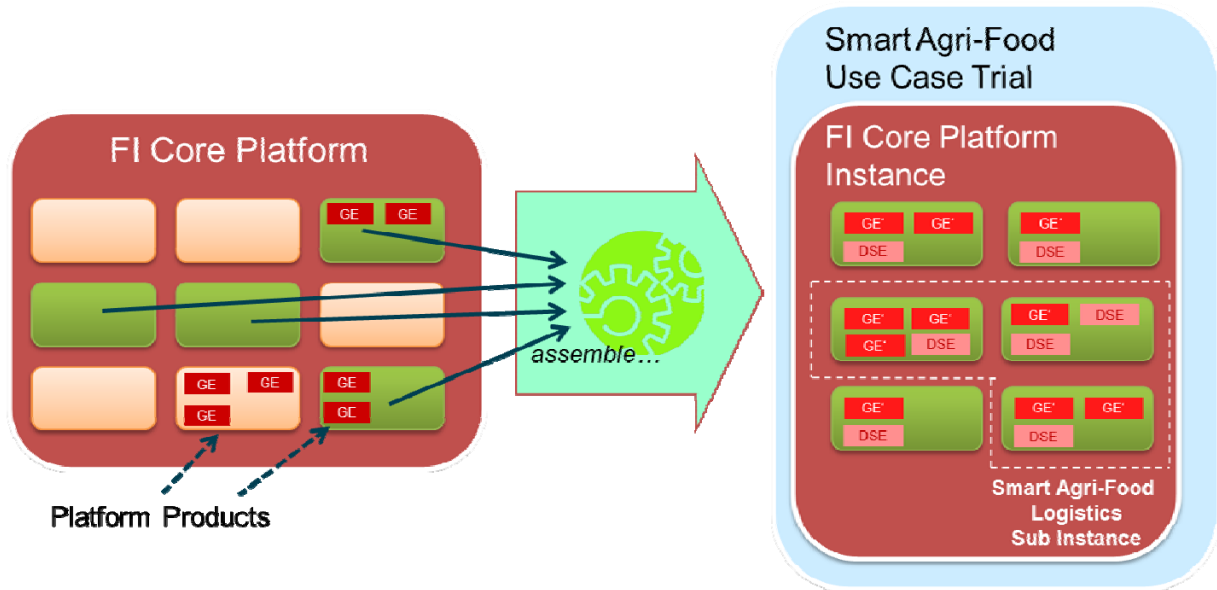 Smart Agri-Food
Use Case Trial
FI Core Platform
FI Core Platform
Instance
GE GE
GE* GE*
DSE
GE*
DSE
GE* GE*
GE* DSE
GE* DSE
DSE
assemble...
GE GE
GE
GE
GE
GE*
DSE
GE* GE*
DSE
Smart Agri-Food
Logistics
Sub Instance
Platform Products